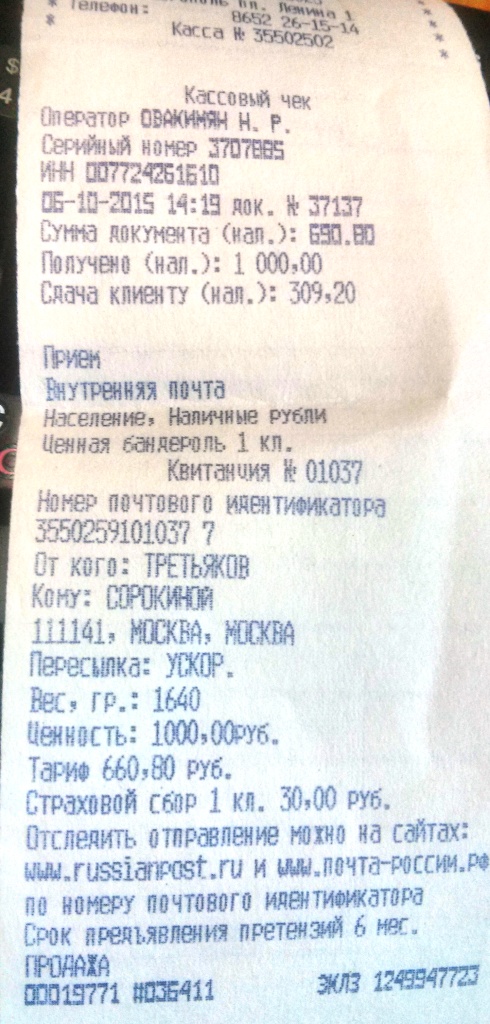 * Телефон: пл. Ленина 1 *
* 8652 26-15-14 *
Касса № 35502502 *
Кассовый чек
Оператор ОВАКИМЯН Н. Р.
Серийный номер 3707885
ИНН 007724261610
06-10-2015 14:19 док. № 37137
Сумма документа (нал.): 690.80
Получено (нал.): 1 000,00
Сдача клиенту (нал.): 309,20
Прием
Внутренняя почта
Население, Наличные рубли
Ценная бандероль 1 кл.
Квитанция № 01037
Номер почтового идентификатора
3550259101037 7
От кого: ТРЕТЬЯКОВ
Кому: СОРОКИНОЙ
111141, МОСКВА, МОСКВА
Пересылка: УСКОР.
Вес, гр.: 1640
Ценность: 1000,00руб.
Тариф 660,80 руб.
Страховой сбор 1 кл. 30,00 руб.
Отследить отправление можно на сайтах:
www.russianpost.ru и www.почта-россии.рф
по номеру почтового идентификатора
Срок предъявления претензий 6 мес.
ПРОДАЖА
00019771 #036411 ЭКЛЗ 1249947723